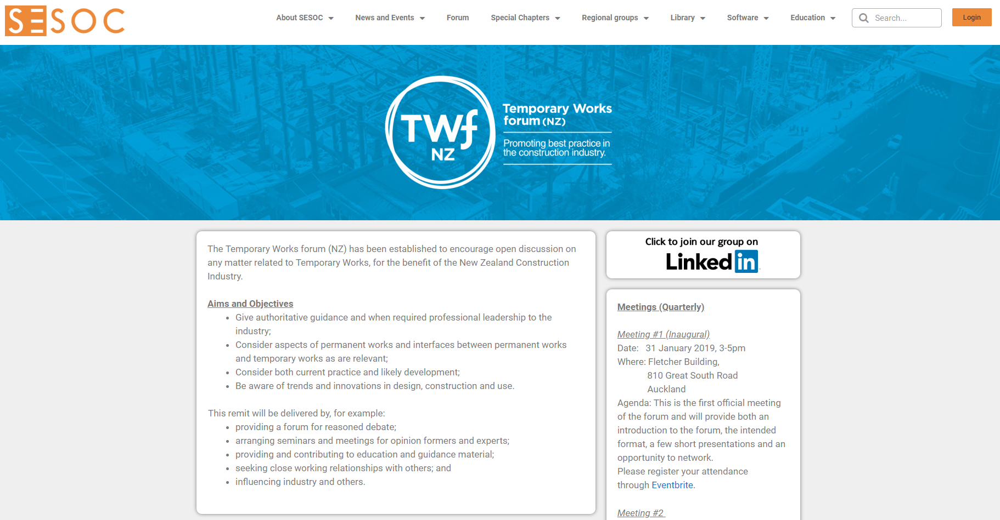 SESOC
About SESOC
News and Events
Forum
Special Chapters
Regional groups
Library
Software
Education
Search...
Login
TWf
NZ
Temporary Works
forum (NZ)
Promoting best practice in
the construction industry.
The Temporary Works forum (NZ) has been established to encourage open discussion on
any matter related to Temporary Works, for the benefit of the New Zealand Construction
Industry.
Aims and Objectives
• Give authoritative guidance and when required professional leadership to the
industry;
• Consider aspects of permanent works and interfaces between permanent works
and temporary works as are relevant;
• Consider both current practice and likely development;
• Be aware of trends and innovations in design, construction and use.
This remit will be delivered by, for example:
• providing a forum for reasoned debate;
• arranging seminars and meetings for opinion formers and experts;
• providing and contributing to education and guidance material;
• seeking close working relationships with others; and
• influencing industry and others.
Click to join our group on
Linked in
Meetings (Quarterly)
Meeting #1 (Inaugural)
Date: 31 January 2019, 3-5pm
Where: Fletcher Building,
810 Great South Road
Auckland
Agenda: This is the first official meeting
of the forum and will provide both an
introduction to the forum, the intended
format, a few short presentations and an
opportunity to network.
Please register your attendance
through Eventbrite.
Meeting #2